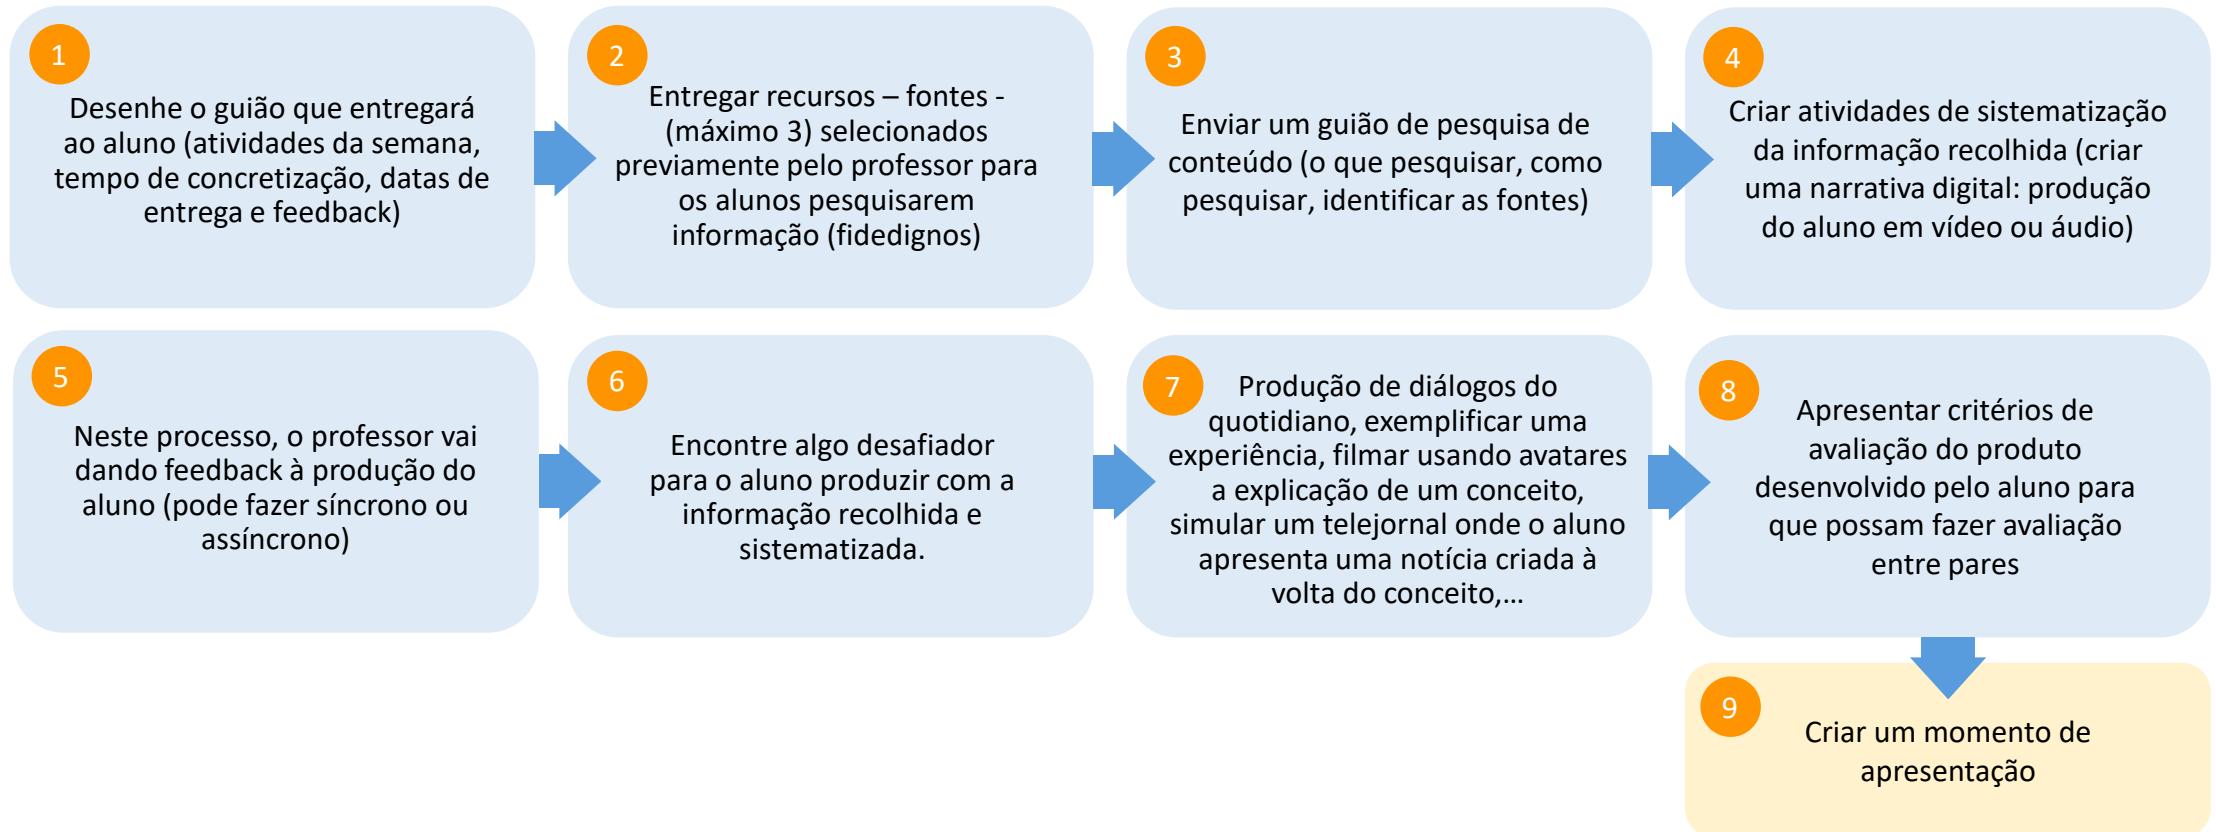 1
Desenhe o guião que entregará
ao aluno (atividades da semana,
tempo de concretização, datas de
entrega e feedback)
2
Entregar recursos – fontes -
(máximo 3) selecionados
previamente pelo professor para
os alunos pesquisarem
informação (fidedignos)
3
Enviar um guião de pesquisa de
conteúdo (o que pesquisar, como
pesquisar, identificar as fontes)
4
Criar atividades de sistematização
da informação recolhida (criar
uma narrativa digital: produção
do aluno em vídeo ou áudio)
5
Neste processo, o professor vai
dando feedback à produção do
aluno (pode fazer síncrono ou
assíncrono)
6
Encontre algo desafiador
para o aluno produzir com a
informação recolhida e
sistematizada.
7
Produção de diálogos do
quotidiano, exemplificar uma
experiência, filmar usando avatares
a explicação de um conceito,
simular um telejornal onde o aluno
apresenta uma notícia criada à
volta do conceito,...
8
Apresentar critérios de
avaliação do produto
desenvolvido pelo aluno para
que possam fazer avaliação
entre pares
9
Criar um momento de
apresentação